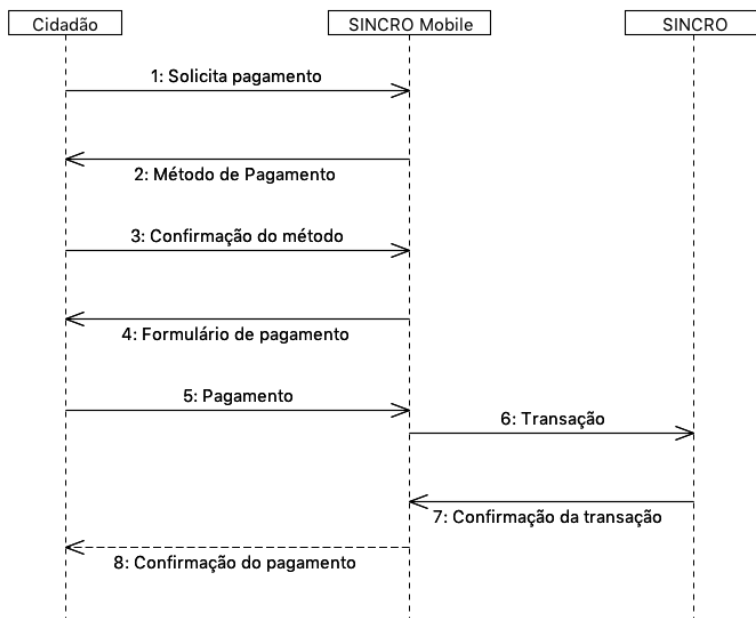 Cidadão
SINCRO Mobile
SINCRO
1: Solicita pagamento
2: Método de Pagamento
3: Confirmação do método
4: Formulário de pagamento
5: Pagamento
6: Transação
7: Confirmação da transação
8: Confirmação do pagamento